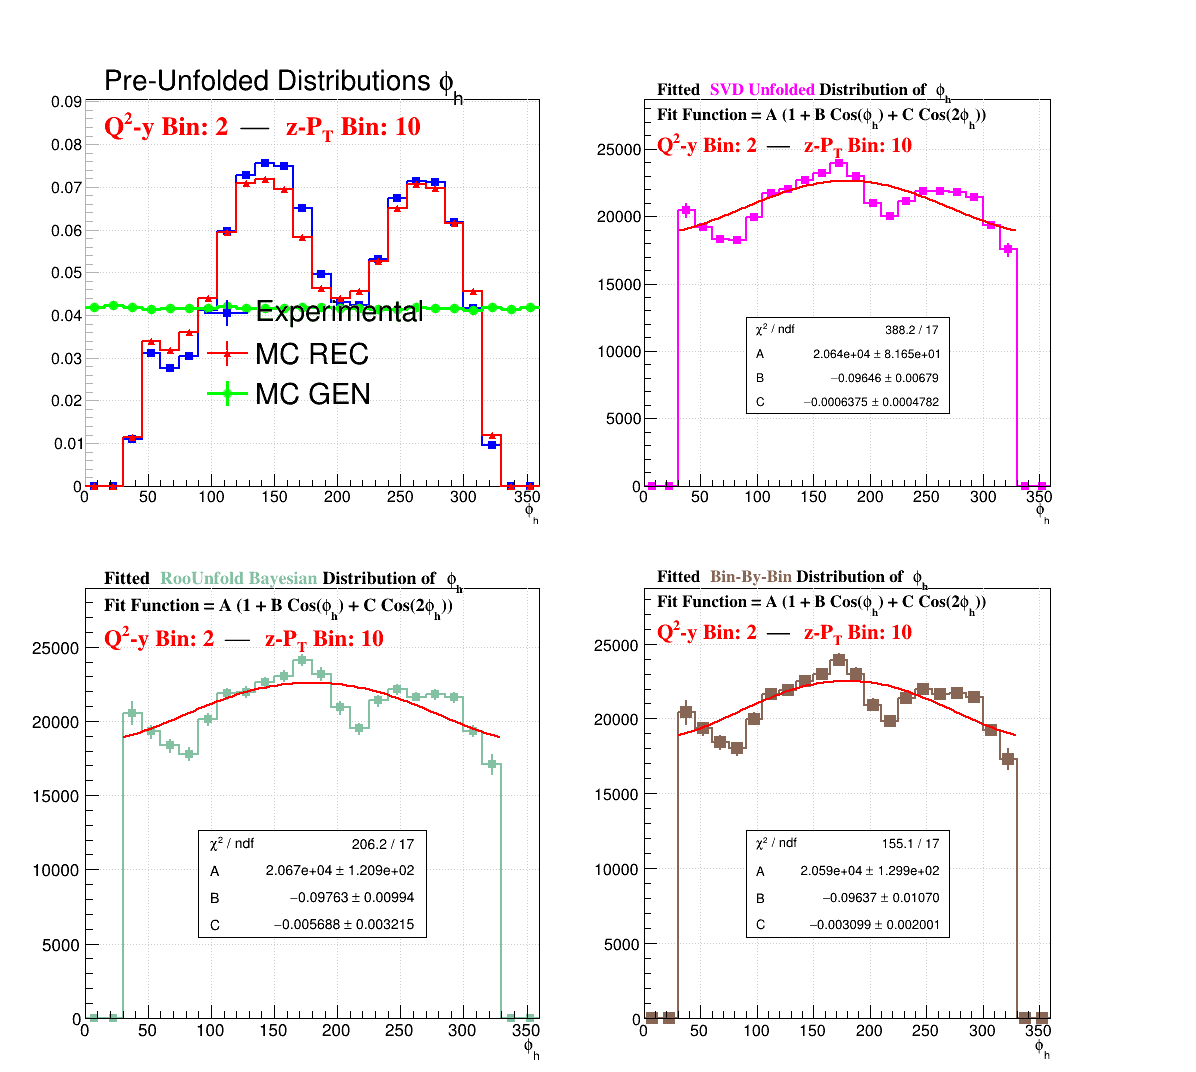 Pre-Unfolded Distributions ϕh
Q²-y Bin: 2 — z-PT Bin: 10
0.09
0.08
0.07
0.06
0.05
0.04
0.03
0.02
0.01
0
Experimental
MC REC
MC GEN
0 50 100 150 200 250 300 350
ϕh
Fitted SVD Unfolded Distribution of ϕh
Fit Function = A (1 + B Cos(ϕh) + C Cos(2ϕh))
Q²-y Bin: 2 — z-PT Bin: 10
25000
20000
15000
10000
5000
0
χ² / ndf 388.2 / 17
A 2.064e+04 ± 8.165e+01
B −0.09646 ± 0.00679
C −0.0006375 ± 0.0004782
0 50 100 150 200 250 300 350
ϕh
Fitted RooUnfold Bayesian Distribution of ϕh
Fit Function = A (1 + B Cos(ϕh) + C Cos(2ϕh))
Q²-y Bin: 2 — z-PT Bin: 10
25000
20000
15000
10000
5000
0
χ² / ndf 206.2 / 17
A 2.067e+04 ± 1.209e+02
B −0.09763 ± 0.00994
C −0.005688 ± 0.003215
0 50 100 150 200 250 300 350
ϕh
Fitted Bin-By-Bin Distribution of ϕh
Fit Function = A (1 + B Cos(ϕh) + C Cos(2ϕh))
Q²-y Bin: 2 — z-PT Bin: 10
25000
20000
15000
10000
5000
0
χ² / ndf 155.1 / 17
A 2.059e+04 ± 1.299e+02
B −0.09637 ± 0.01070
C −0.003099 ± 0.002001
0 50 100 150 200 250 300 350
ϕh